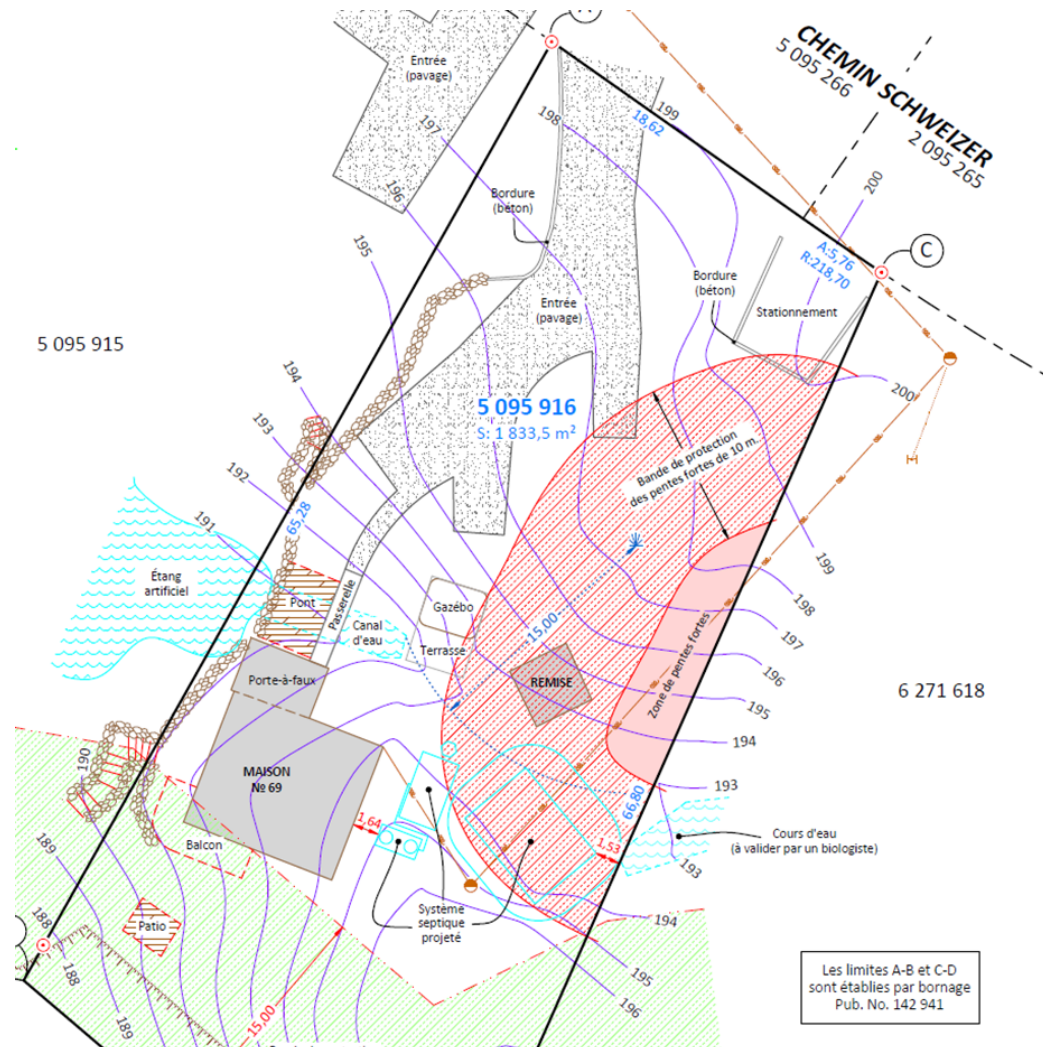 CHEMIN SCHWEIZER
5 095 266
2 095 265
Entrée
(pavage)
199
18,62
198
197
196
195
200
C
A:5,76
R:218,70
Bordure
(béton)
Bordure
(béton)
Stationnement
Entrée
(pavage)
5 095 915
200
194
193
192
191
5 095 916
S: 1 833,5 m²
Bande de protection
des pentes fortes de 10 m.
65,28
199
198
197
196
195
194
193
Étang
artificiel
Pont
Passerelle
Canal
d'eau
Gazébo
Terrasse
15,00
Zone de pentes fortes
6 271 618
Porte-à-faux
REMISE
MAISON
№ 69
190
66,80
1,64
1,53
Cours d'eau
(à valider par un biologiste)
193
189
Balcon
188
188
189
Patio
Système
septique
projeté
194
195
196
15,00
Les limites A-B et C-D
sont établies par bornage
Pub. No. 142 941